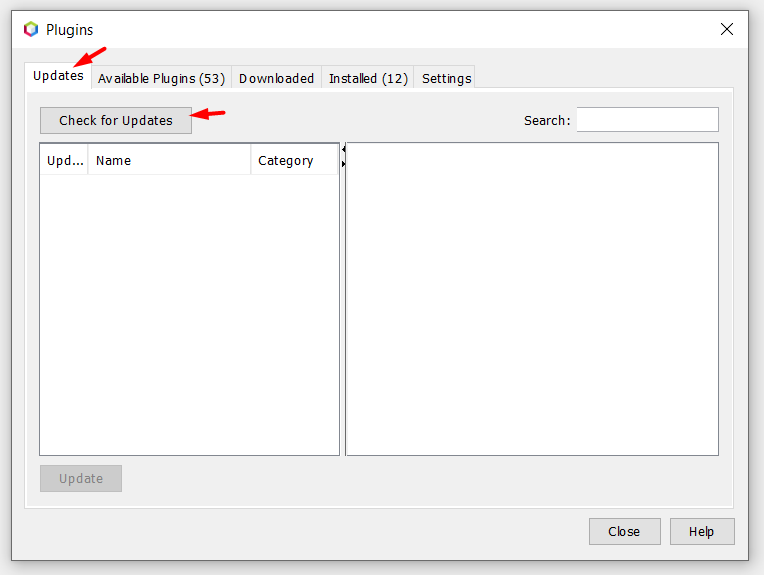 Plugins
Updates Available Plugins (53) Downloaded Installed (12) Settings
Check for Updates Search:
Upd... Name Category
Update
Close Help